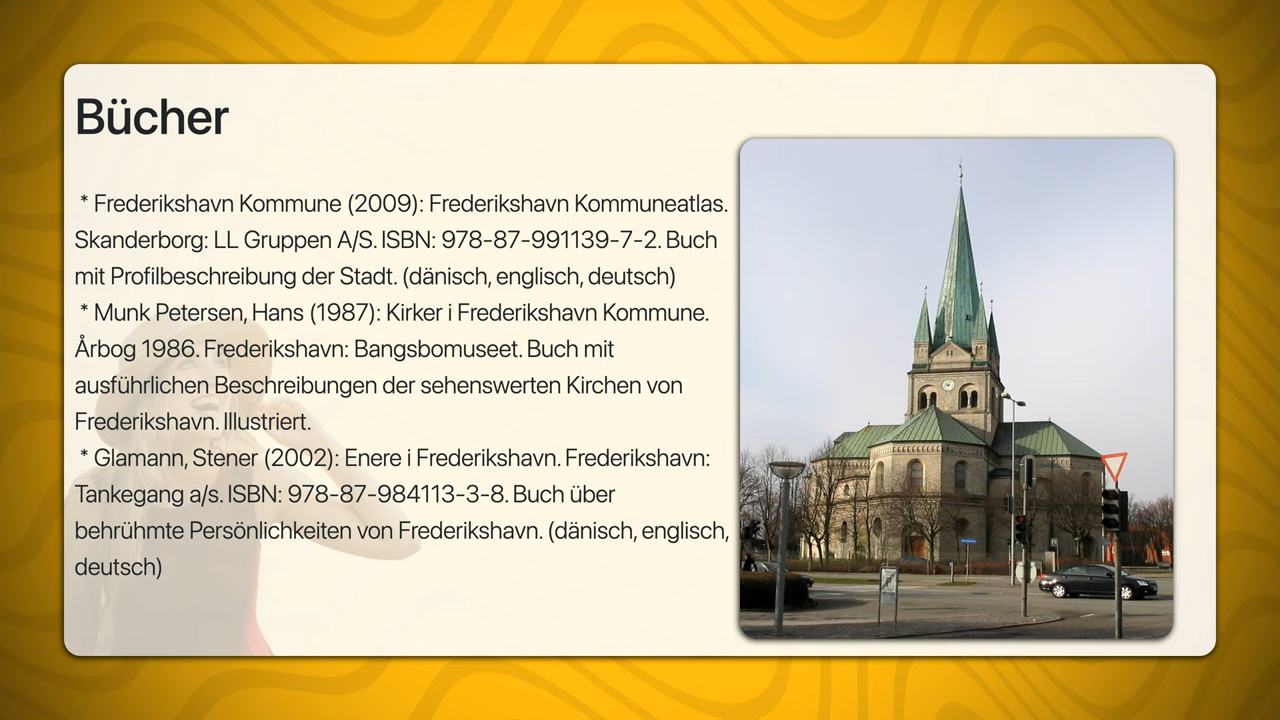 Bücher
* Frederikshavn Kommune (2009): Frederikshavn Kommuneatlas.
Skanderborg: LL Gruppen A/S. ISBN: 978-87-991139-7-2. Buch
mit Profilbeschreibung der Stadt. (dänisch, englisch, deutsch)
* Munk Petersen, Hans (1987): Kirker i Frederikshavn Kommune.
Årbog 1986. Frederikshavn: Bangsbomuseet. Buch mit
ausführlichen Beschreibungen der sehenswerten Kirchen von
Frederikshavn. Illustriert.
* Glamann, Stener (2002): Enere i Frederikshavn. Frederikshavn:
Tankegang a/s. ISBN: 978-87-984113-3-8. Buch über
behrühmte Persönlichkeiten von Frederikshavn. (dänisch, englisch,
deutsch)